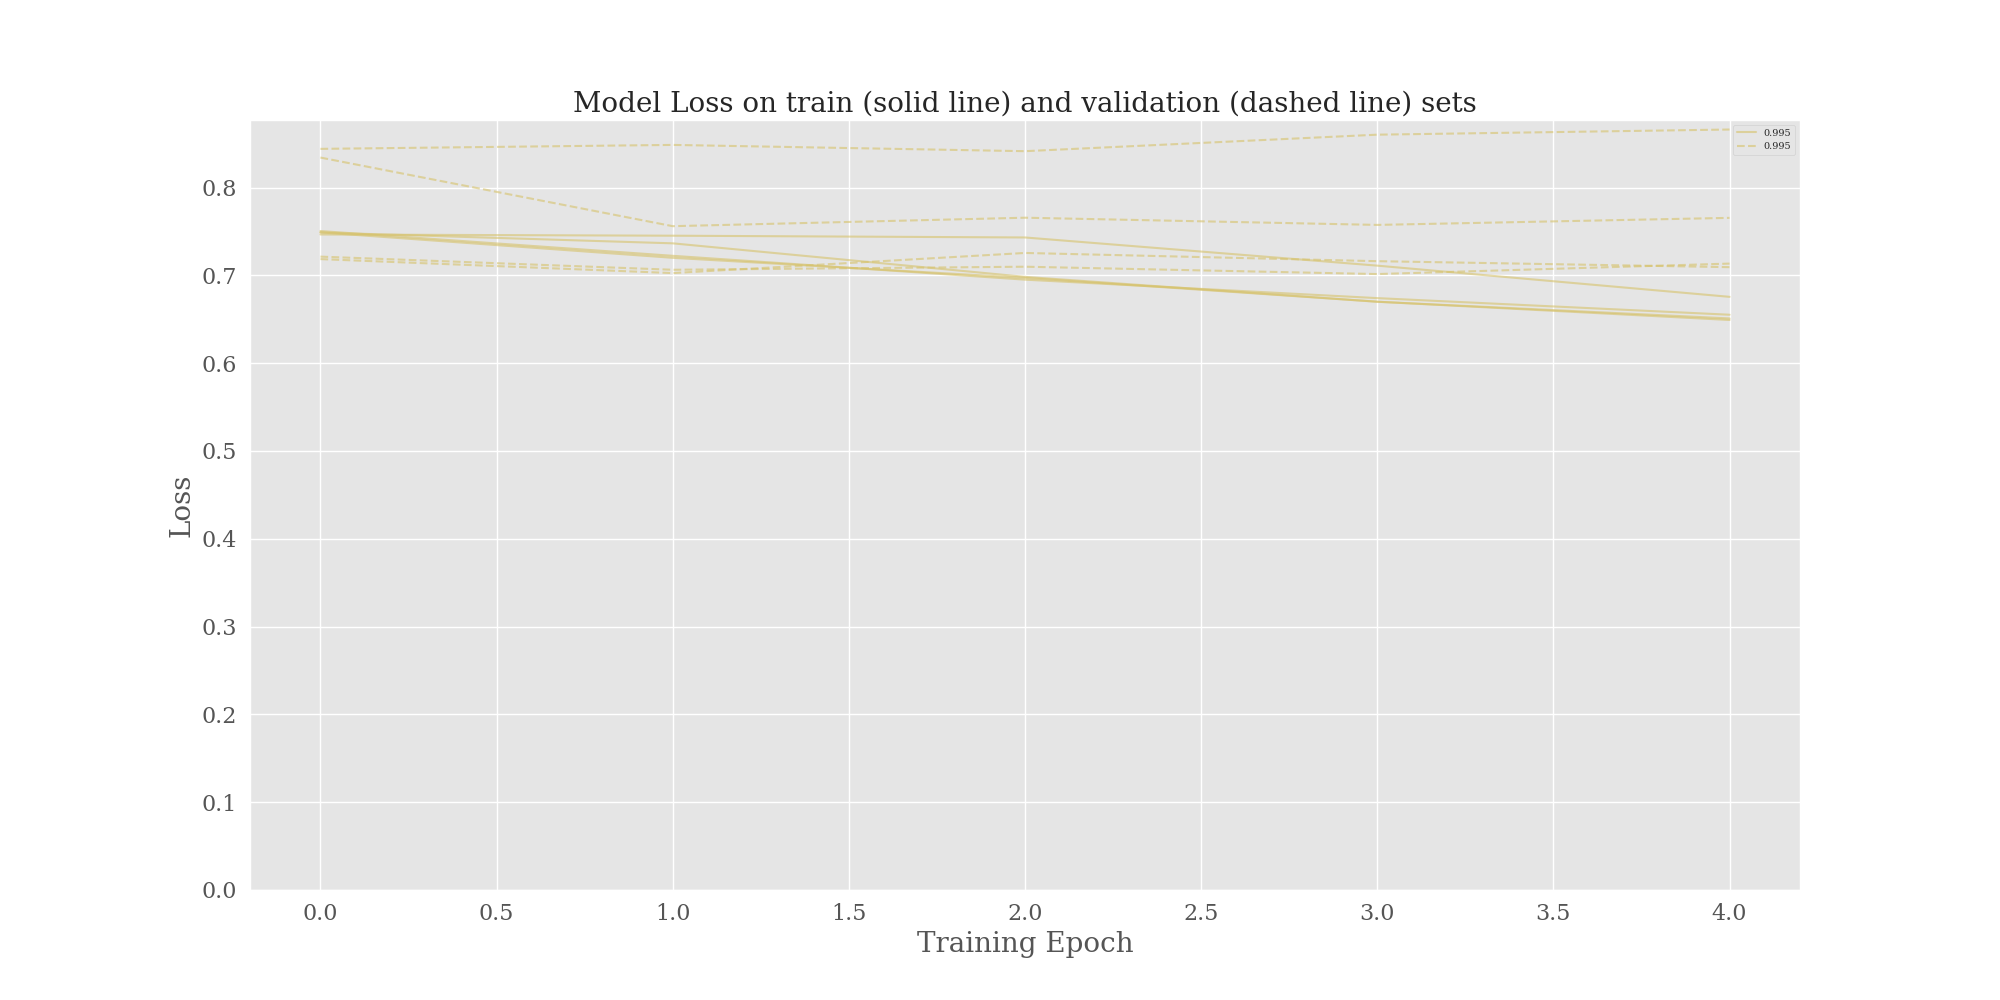 Model Loss on train (solid line) and validation (dashed line) sets
0.995
0.995
0.8
0.7
0.6
0.5
0.4
0.3
0.2
0.1
0.0
Loss
0.0 0.5 1.0 1.5 2.0 2.5 3.0 3.5 4.0
Training Epoch